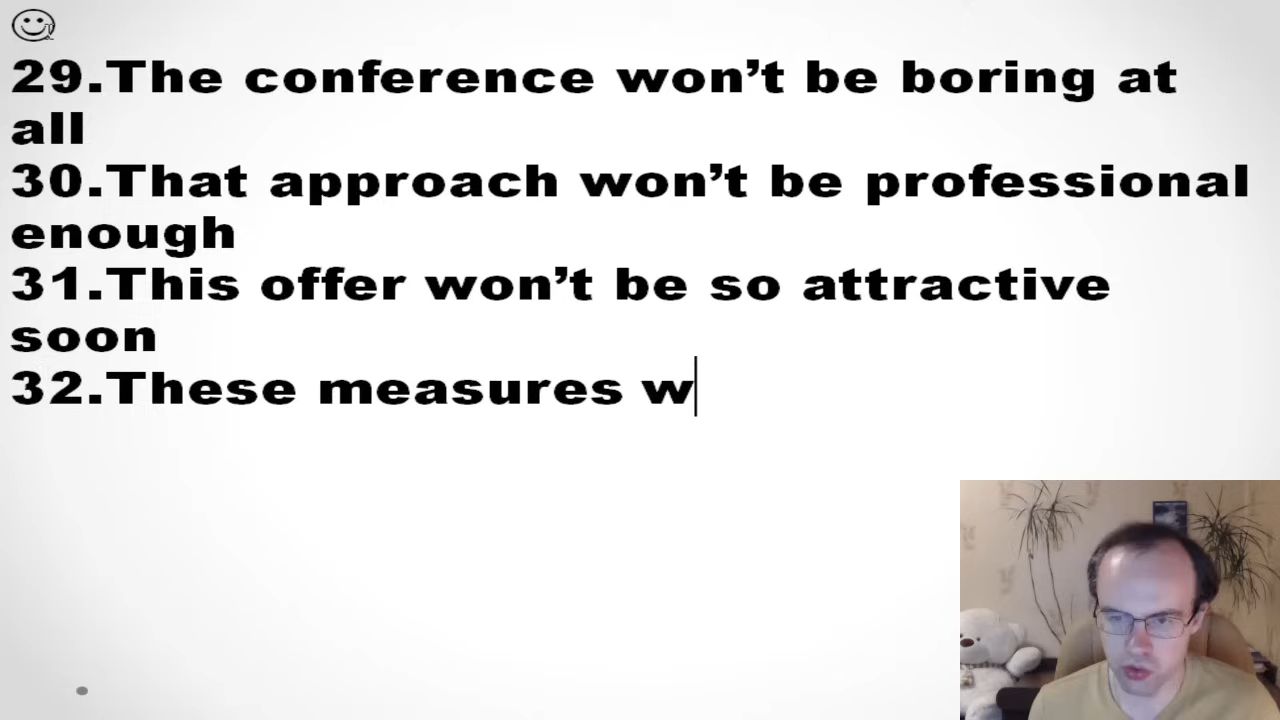 29.The conference won’t be boring at
all
30.That approach won’t be professional
enough
31.This offer won’t be so attractive
soon
32.These measures w